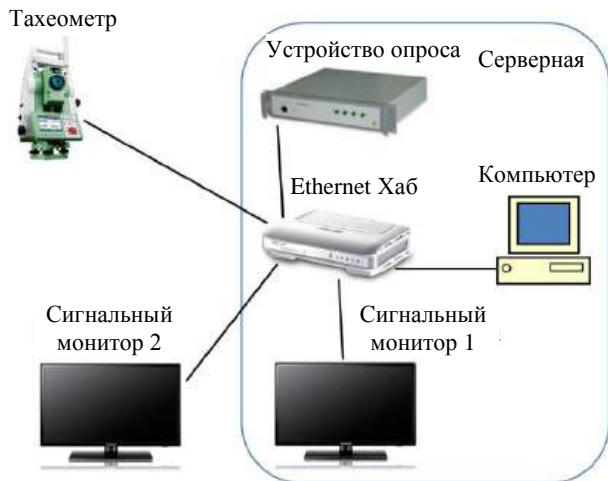 Тахеометр
Устройство опроса
Серверная
Ethernet Хаб
Компьютер
Сигнальный
монитор 2
Сигнальный
монитор 1